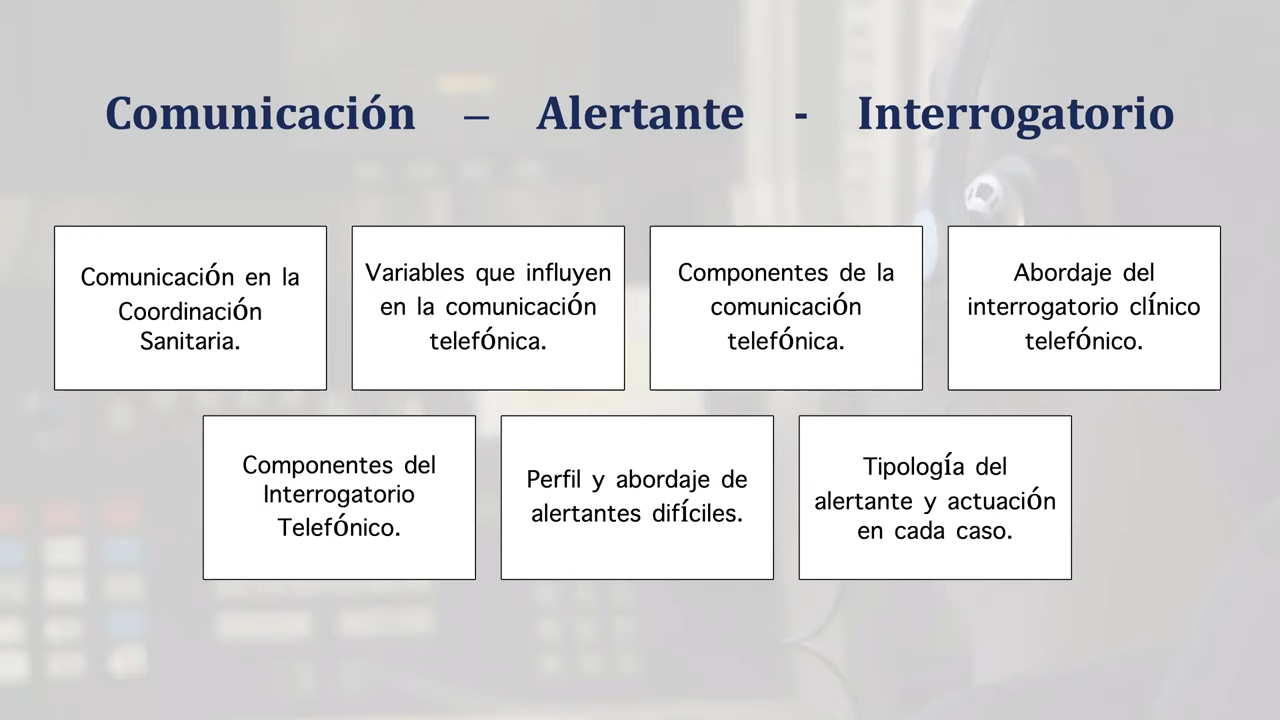 Comunicación – Alertante - Interrogatorio
Comunicación en la
Coordinación
Sanitaria.
Variables que influyen
en la comunicación
telefónica.
Componentes de la
comunicación
telefónica.
Abordaje del
interrogatorio clínico
telefónico.
Componentes del
Interrogatorio
Telefónico.
Perfil y abordaje de
alertantes difíciles.
Tipología del
alertante y actuación
en cada caso.